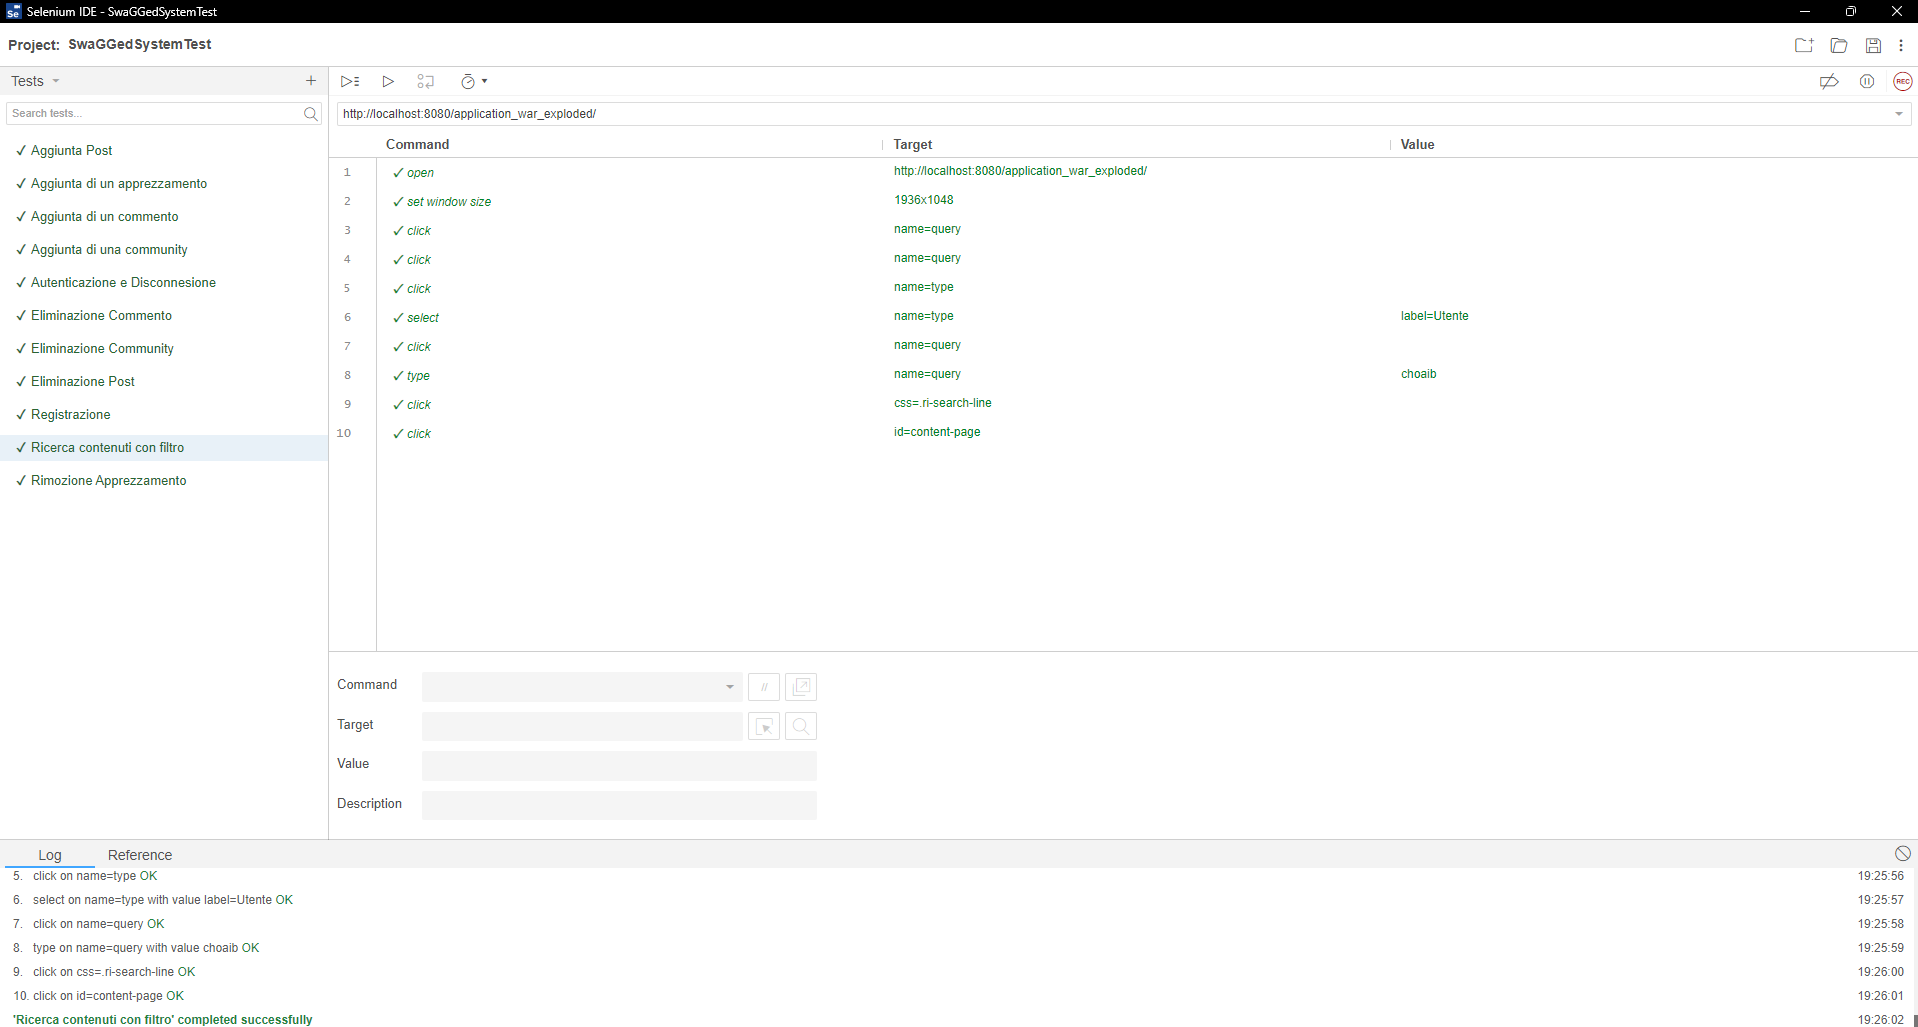 Se Selenium IDE - SwaGGedSystemTest
Project: SwaGGedSystemTest
Tests
Search tests...
✓ Aggiunta Post
✓ Aggiunta di un apprezzamento
✓ Aggiunta di un commento
✓ Aggiunta di una community
✓ Autenticazione e Disconnesione
✓ Eliminazione Commento
✓ Eliminazione Community
✓ Eliminazione Post
✓ Registrazione
✓ Ricerca contenuti con filtro
✓ Rimozione Apprezzamento
REC
http://localhost:8080/application_war_exploded/
Command Target Value
1 ✓ open http://localhost:8080/application_war_exploded/
2 ✓ set window size 1936x1048
3 ✓ click name=query
4 ✓ click name=query
5 ✓ click name=type
6 ✓ select name=type label=Utente
7 ✓ click name=query
8 ✓ type name=query choaib
9 ✓ click css=.ri-search-line
10 ✓ click id=content-page
Command //
Target
Value
Description
Log Reference
5. click on name=type OK 19:25:56
6. select on name=type with value label=Utente OK 19:25:57
7. click on name=query OK 19:25:58
8. type on name=query with value choaib OK 19:25:59
9. click on css=.ri-search-line OK 19:26:00
10. click on id=content-page OK 19:26:01
'Ricerca contenuti con filtro' completed successfully 19:26:02